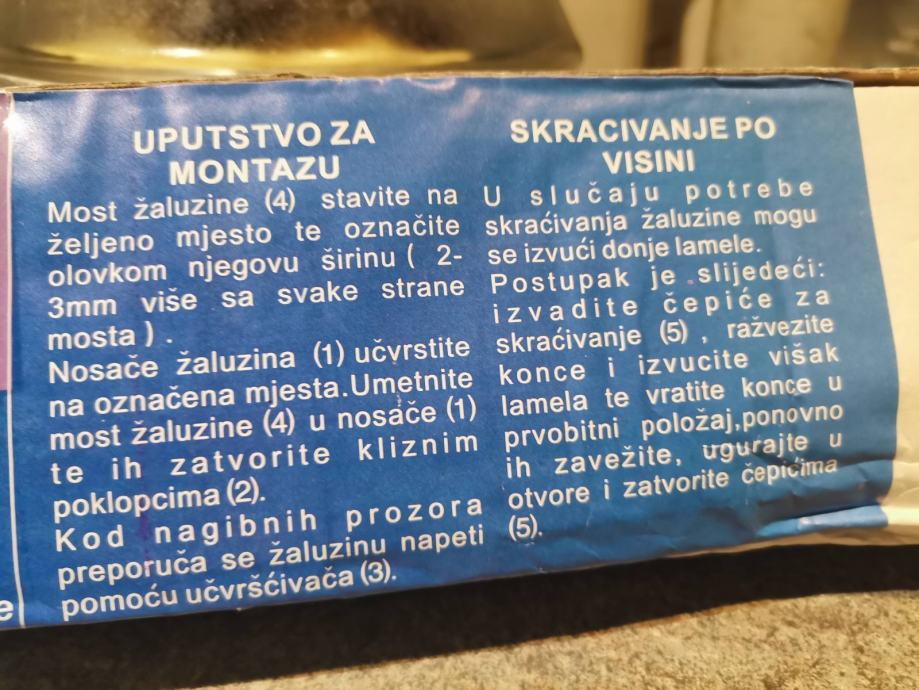 UPUTSTVO ZA
MONTAZU
Most žaluzine (4) stavite na
željeno mjesto te označite
olovkom njegovu širinu ( 2-
3mm više sa svake strane
mosta ) .
Nosače žaluzina (1) učvrstite
na označena mjesta.Umetnite
most žaluzine (4) u nosače (1)
te ih zatvorite kliznim
poklopcima (2).
Kod nagibnih prozora
preporuča se žaluzinu napeti
pomoću učvršćivača (3).
SKRACIVANJE PO
VISINI
U slučaju potrebe
skraćivanja žaluzine mogu
se izvući donje lamele.
Postupak je slijedeći:
izvadite čepiće za
skraćivanje (5) , ražvezite
konce i izvucite višak
lamela te vratite konce u
prvobitni položaj,ponovno
ih zavežite, ugurajte u
otvore i zatvorite čepićima
(5).